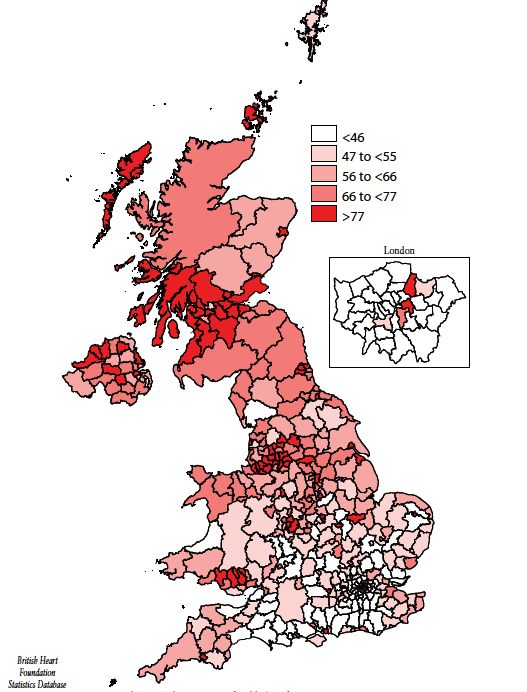 <46
47 to <55
56 to <66
66 to <77
>77
London
British Heart
Foundation
Statistics Database